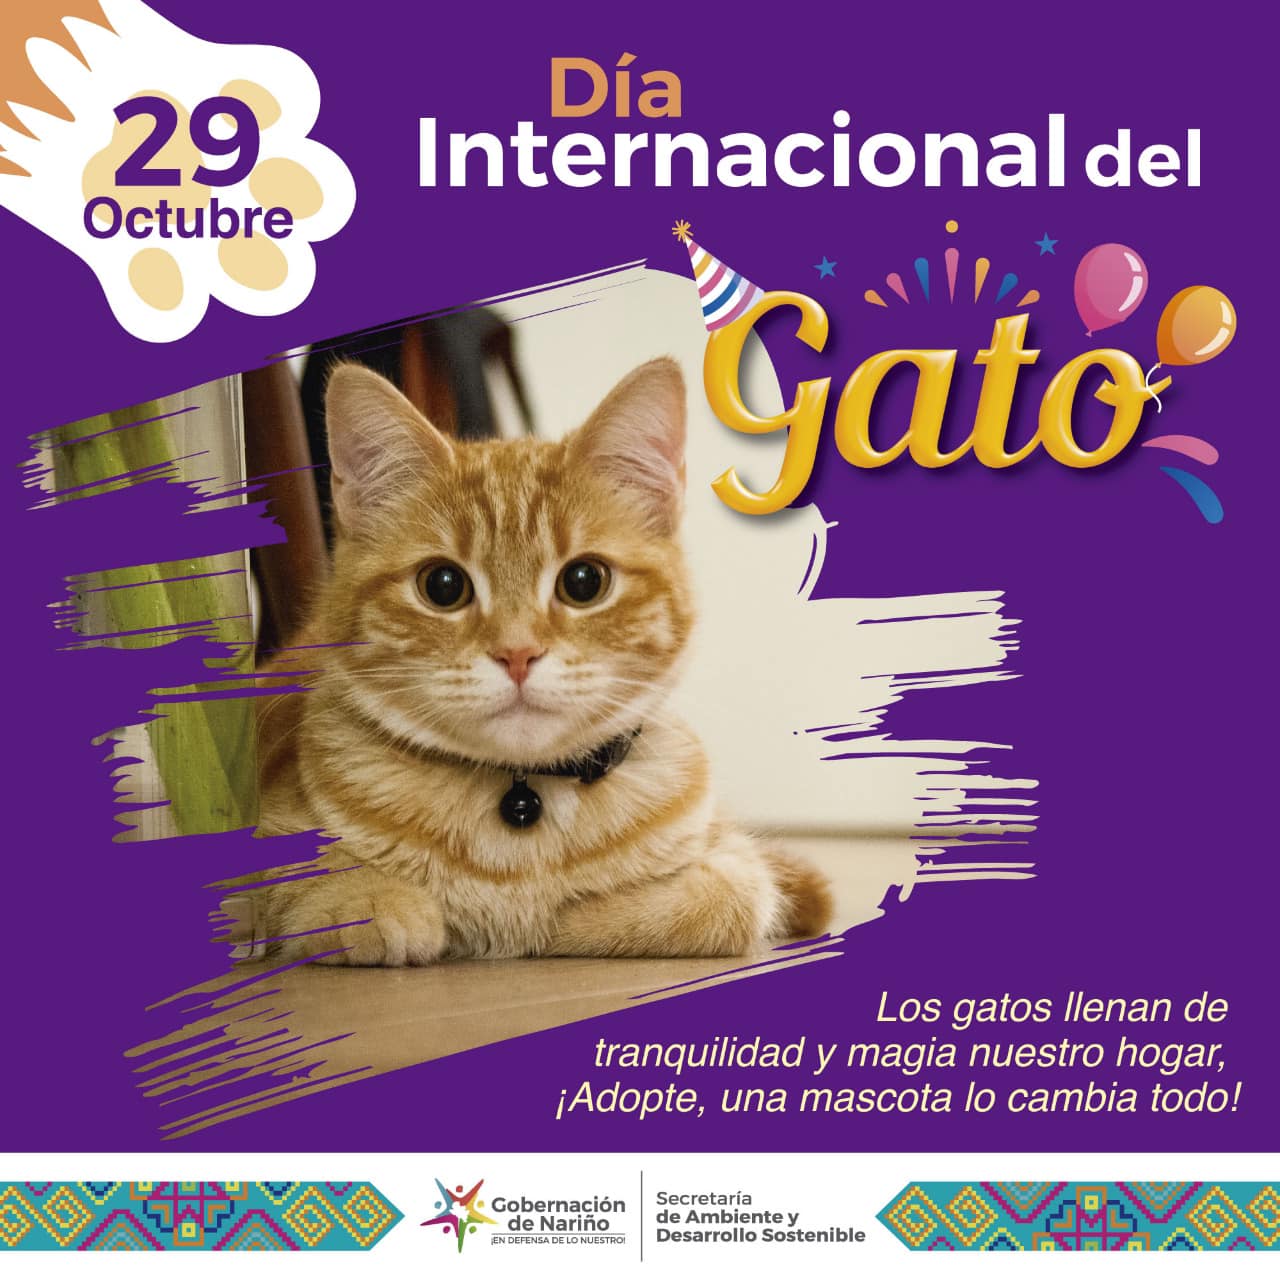 29
Octubre
Día
Internacional del
Gato
Los gatos llenan de
tranquilidad y magia nuestro hogar,
¡Adopte, una mascota lo cambia todo!
Gobernación
de Nariño
¡EN DEFENSA DE LO NUESTRO!
Secretaría
de Ambiente y
Desarrollo Sostenible